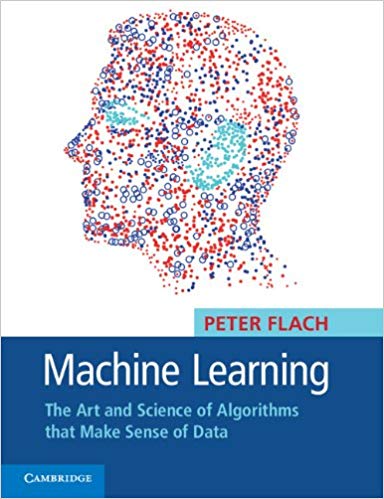 PETER FLACH
Machine Learning
The Art and Science of Algorithms
that Make Sense of Data
CAMBRIDGE